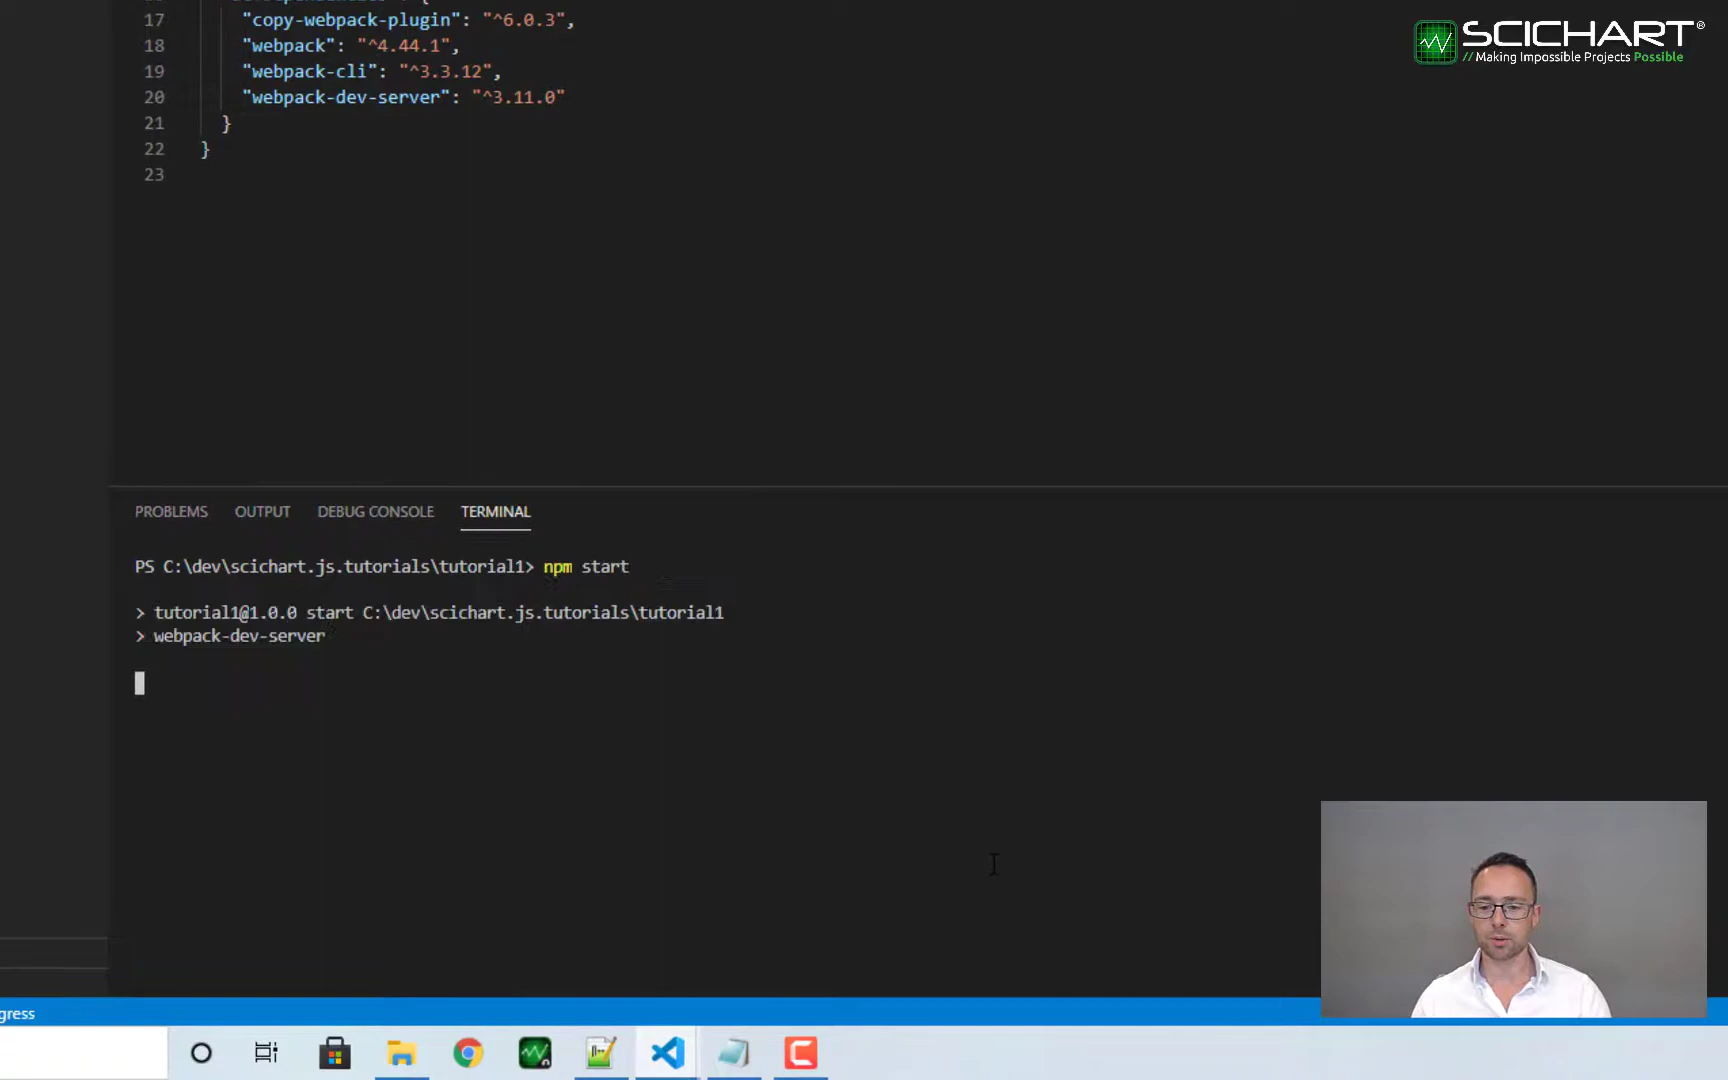 17 "copy-webpack-plugin": "^6.0.3",
18 "webpack": "^4.44.1",
19 "webpack-cli": "^3.3.12",
20 "webpack-dev-server": "^3.11.0"
21 }
22 }
23
SCICHART®
// Making Impossible Projects Possible
PROBLEMS OUTPUT DEBUG CONSOLE TERMINAL
PS C:\dev\scichart.js.tutorials\tutorial1> npm start
> tutorial1@1.0.0 start C:\dev\scichart.js.tutorials\tutorial1
> webpack-dev-server
gress